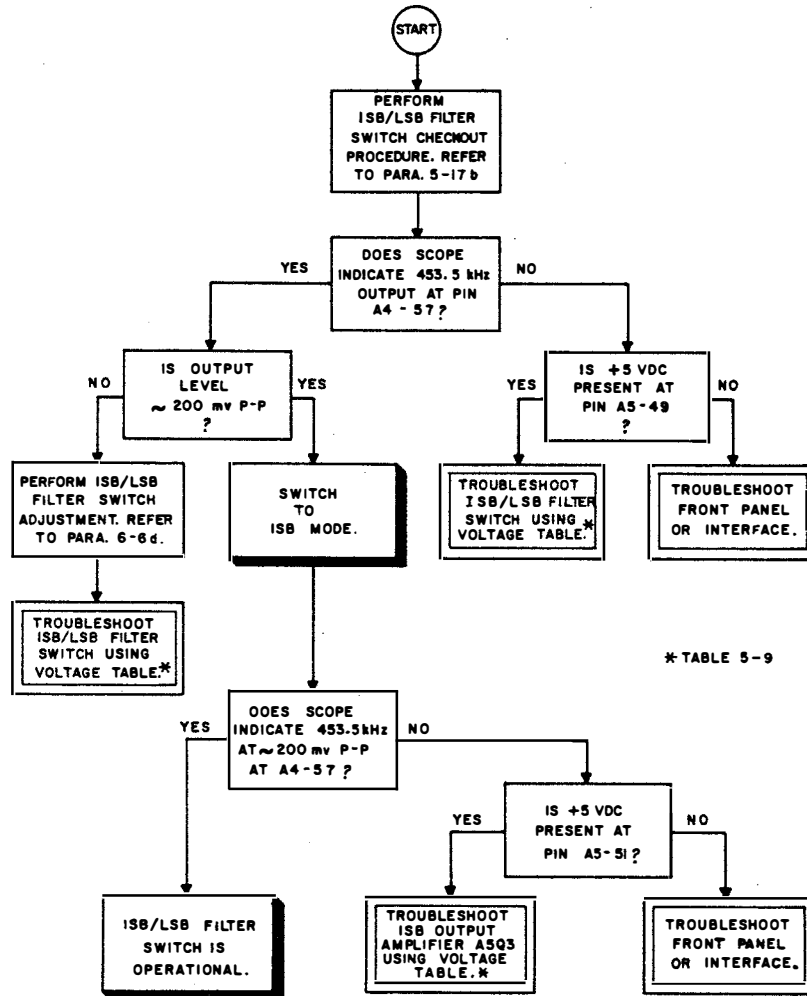 START
PERFORM
ISB/LSB FILTER
SWITCH CHECKOUT
PROCEDURE. REFER
TO PARA. 5-17 b
DOES SCOPE
INDICATE 453.5 kHz
OUTPUT AT PIN
A4-57?
YES
NO
IS OUTPUT
LEVEL
~ 200 mv P-P
?
NO
YES
IS +5 VDC
PRESENT AT
PIN A5-49
?
YES
NO
PERFORM ISB/LSB
FILTER SWITCH
ADJUSTMENT. REFER
TO PARA. 6-6d.
SWITCH
TO
ISB MODE.
TROUBLESHOOT
ISB/LSB FILTER
SWITCH USING
VOLTAGE TABLE.*
TROUBLESHOOT
FRONT PANEL
OR INTERFACE.
TROUBLESHOOT
ISB/LSB FILTER
SWITCH USING
VOLTAGE TABLE.*
* TABLE 5-9
OOES SCOPE
INDICATE 453.5 kHz
AT ~ 200 mv P-P
AT A4-57 ?
YES
NO
IS +5 VDC
PRESENT AT
PIN A5-51?
YES
NO
ISB/LSB FILTER
SWITCH IS
OPERATIONAL.
TROUBLESHOOT
ISB OUTPUT
AMPLIFIER A5Q3
USING VOLTAGE
TABLE.*
TROUBLESHOOT
FRONT PANEL
OR INTERFACE.